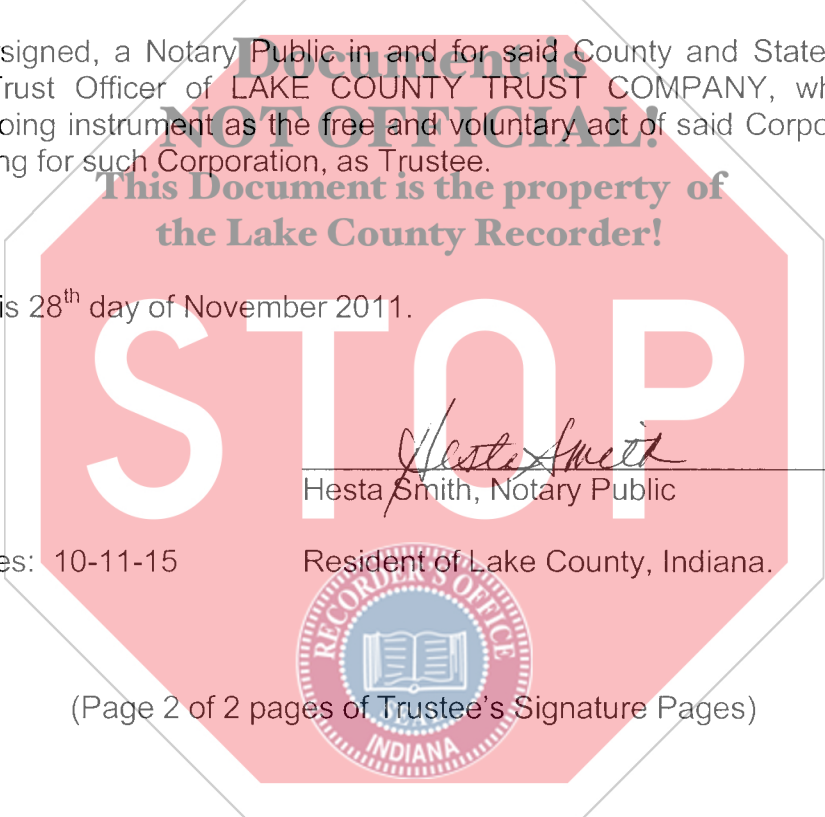 signed, a Notary Public in and for said County and State
Document is
Trust Officer of LAKE COUNTY TRUST COMPANY, wh
oing instrument as the free and voluntary act of said Corpo
NOT OFFICIAL!
ng for such Corporation, as Trustee.
This Document is the property of
the Lake County Recorder!
is 28th day of November 2011.
STOP
Hesta Smith
Hesta Smith, Notary Public
es: 10-11-15 Resident of Lake County, Indiana.
RECORDER'S OFFICE
SEAL
(Page 2 of 2 pages of Trustee's Signature Pages)
INDIANA